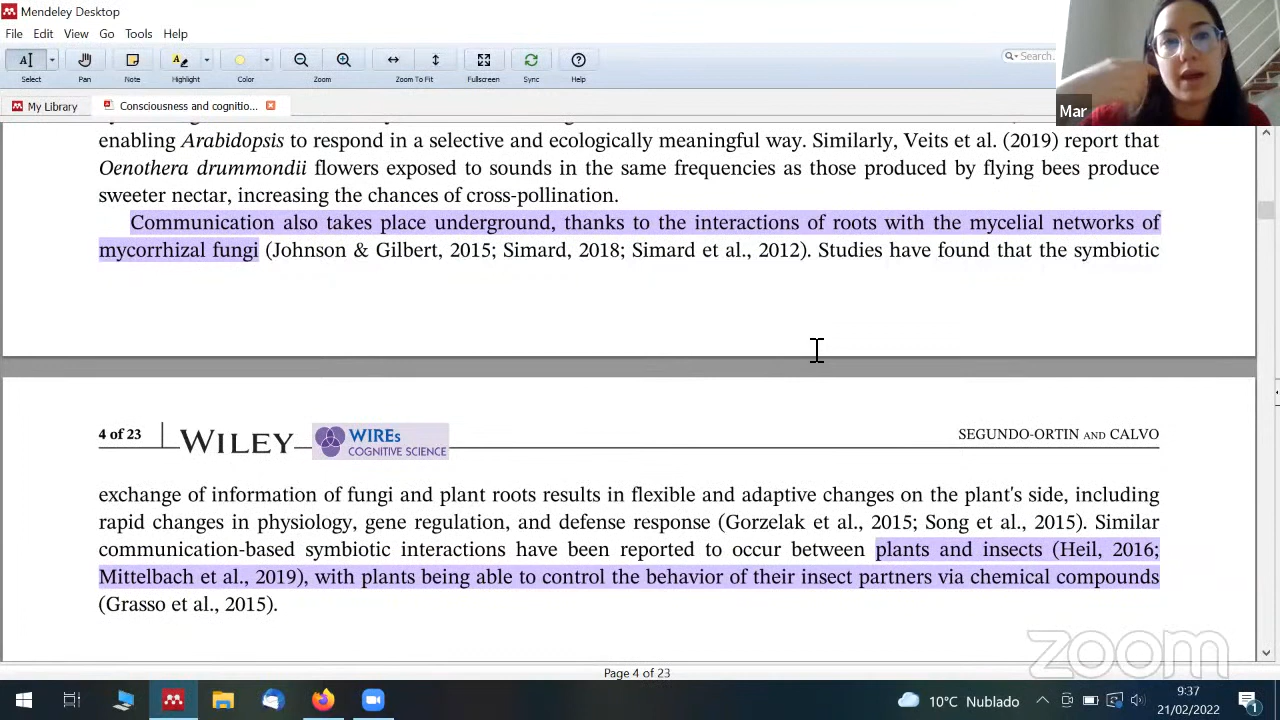 Mendeley Desktop
File Edit View Go Tools Help
Select Pan Note Highlight Color Zoom Zoom To Fit Fullscreen Sync Help
Search...
My Library Consciousness and cognitio...
Mar
enabling Arabidopsis to respond in a selective and ecologically meaningful way. Similarly, Veits et al. (2019) report that
Oenothera drummondii flowers exposed to sounds in the same frequencies as those produced by flying bees produce
sweeter nectar, increasing the chances of cross-pollination.
Communication also takes place underground, thanks to the interactions of roots with the mycelial networks of
mycorrhizal fungi (Johnson & Gilbert, 2015; Simard, 2018; Simard et al., 2012). Studies have found that the symbiotic
4 of 23 WILEY WIREs COGNITIVE SCIENCE SEGUNDO-ORTIN AND CALVO
exchange of information of fungi and plant roots results in flexible and adaptive changes on the plant's side, including
rapid changes in physiology, gene regulation, and defense response (Gorzelak et al., 2015; Song et al., 2015). Similar
communication-based symbiotic interactions have been reported to occur between plants and insects (Heil, 2016;
Mittelbach et al., 2019), with plants being able to control the behavior of their insect partners via chemical compounds
(Grasso et al., 2015).
zoom
Page 4 of 23
10°C Nublado
9:37
21/02/2022
1